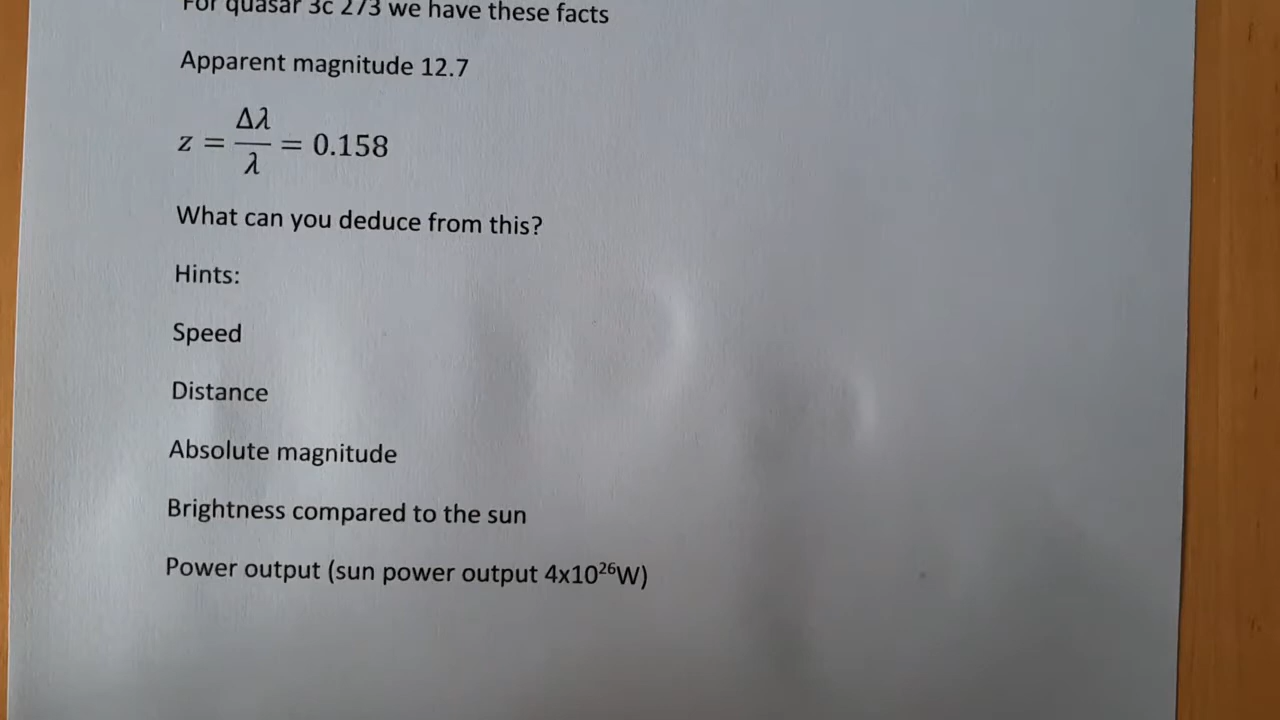 For quasar 3c 273 we have these facts
Apparent magnitude 12.7
z = Δλ/λ = 0.158
What can you deduce from this?
Hints:
Speed
Distance
Absolute magnitude
Brightness compared to the sun
Power output (sun power output 4x10²⁶W)